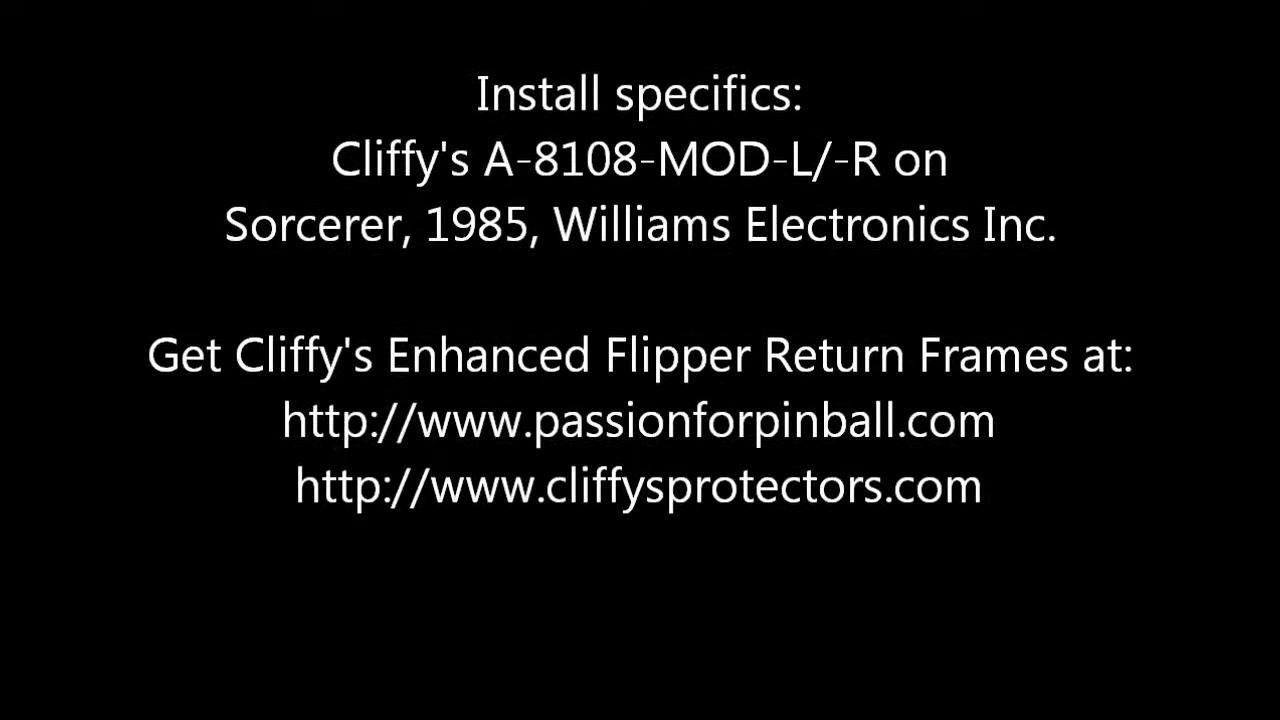 Install specifics:
Cliffy's A-8108-MOD-L/-R on
Sorcerer, 1985, Williams Electronics Inc.
Get Cliffy's Enhanced Flipper Return Frames at:
http://www.passionforpinball.com
http://www.cliffysprotectors.com